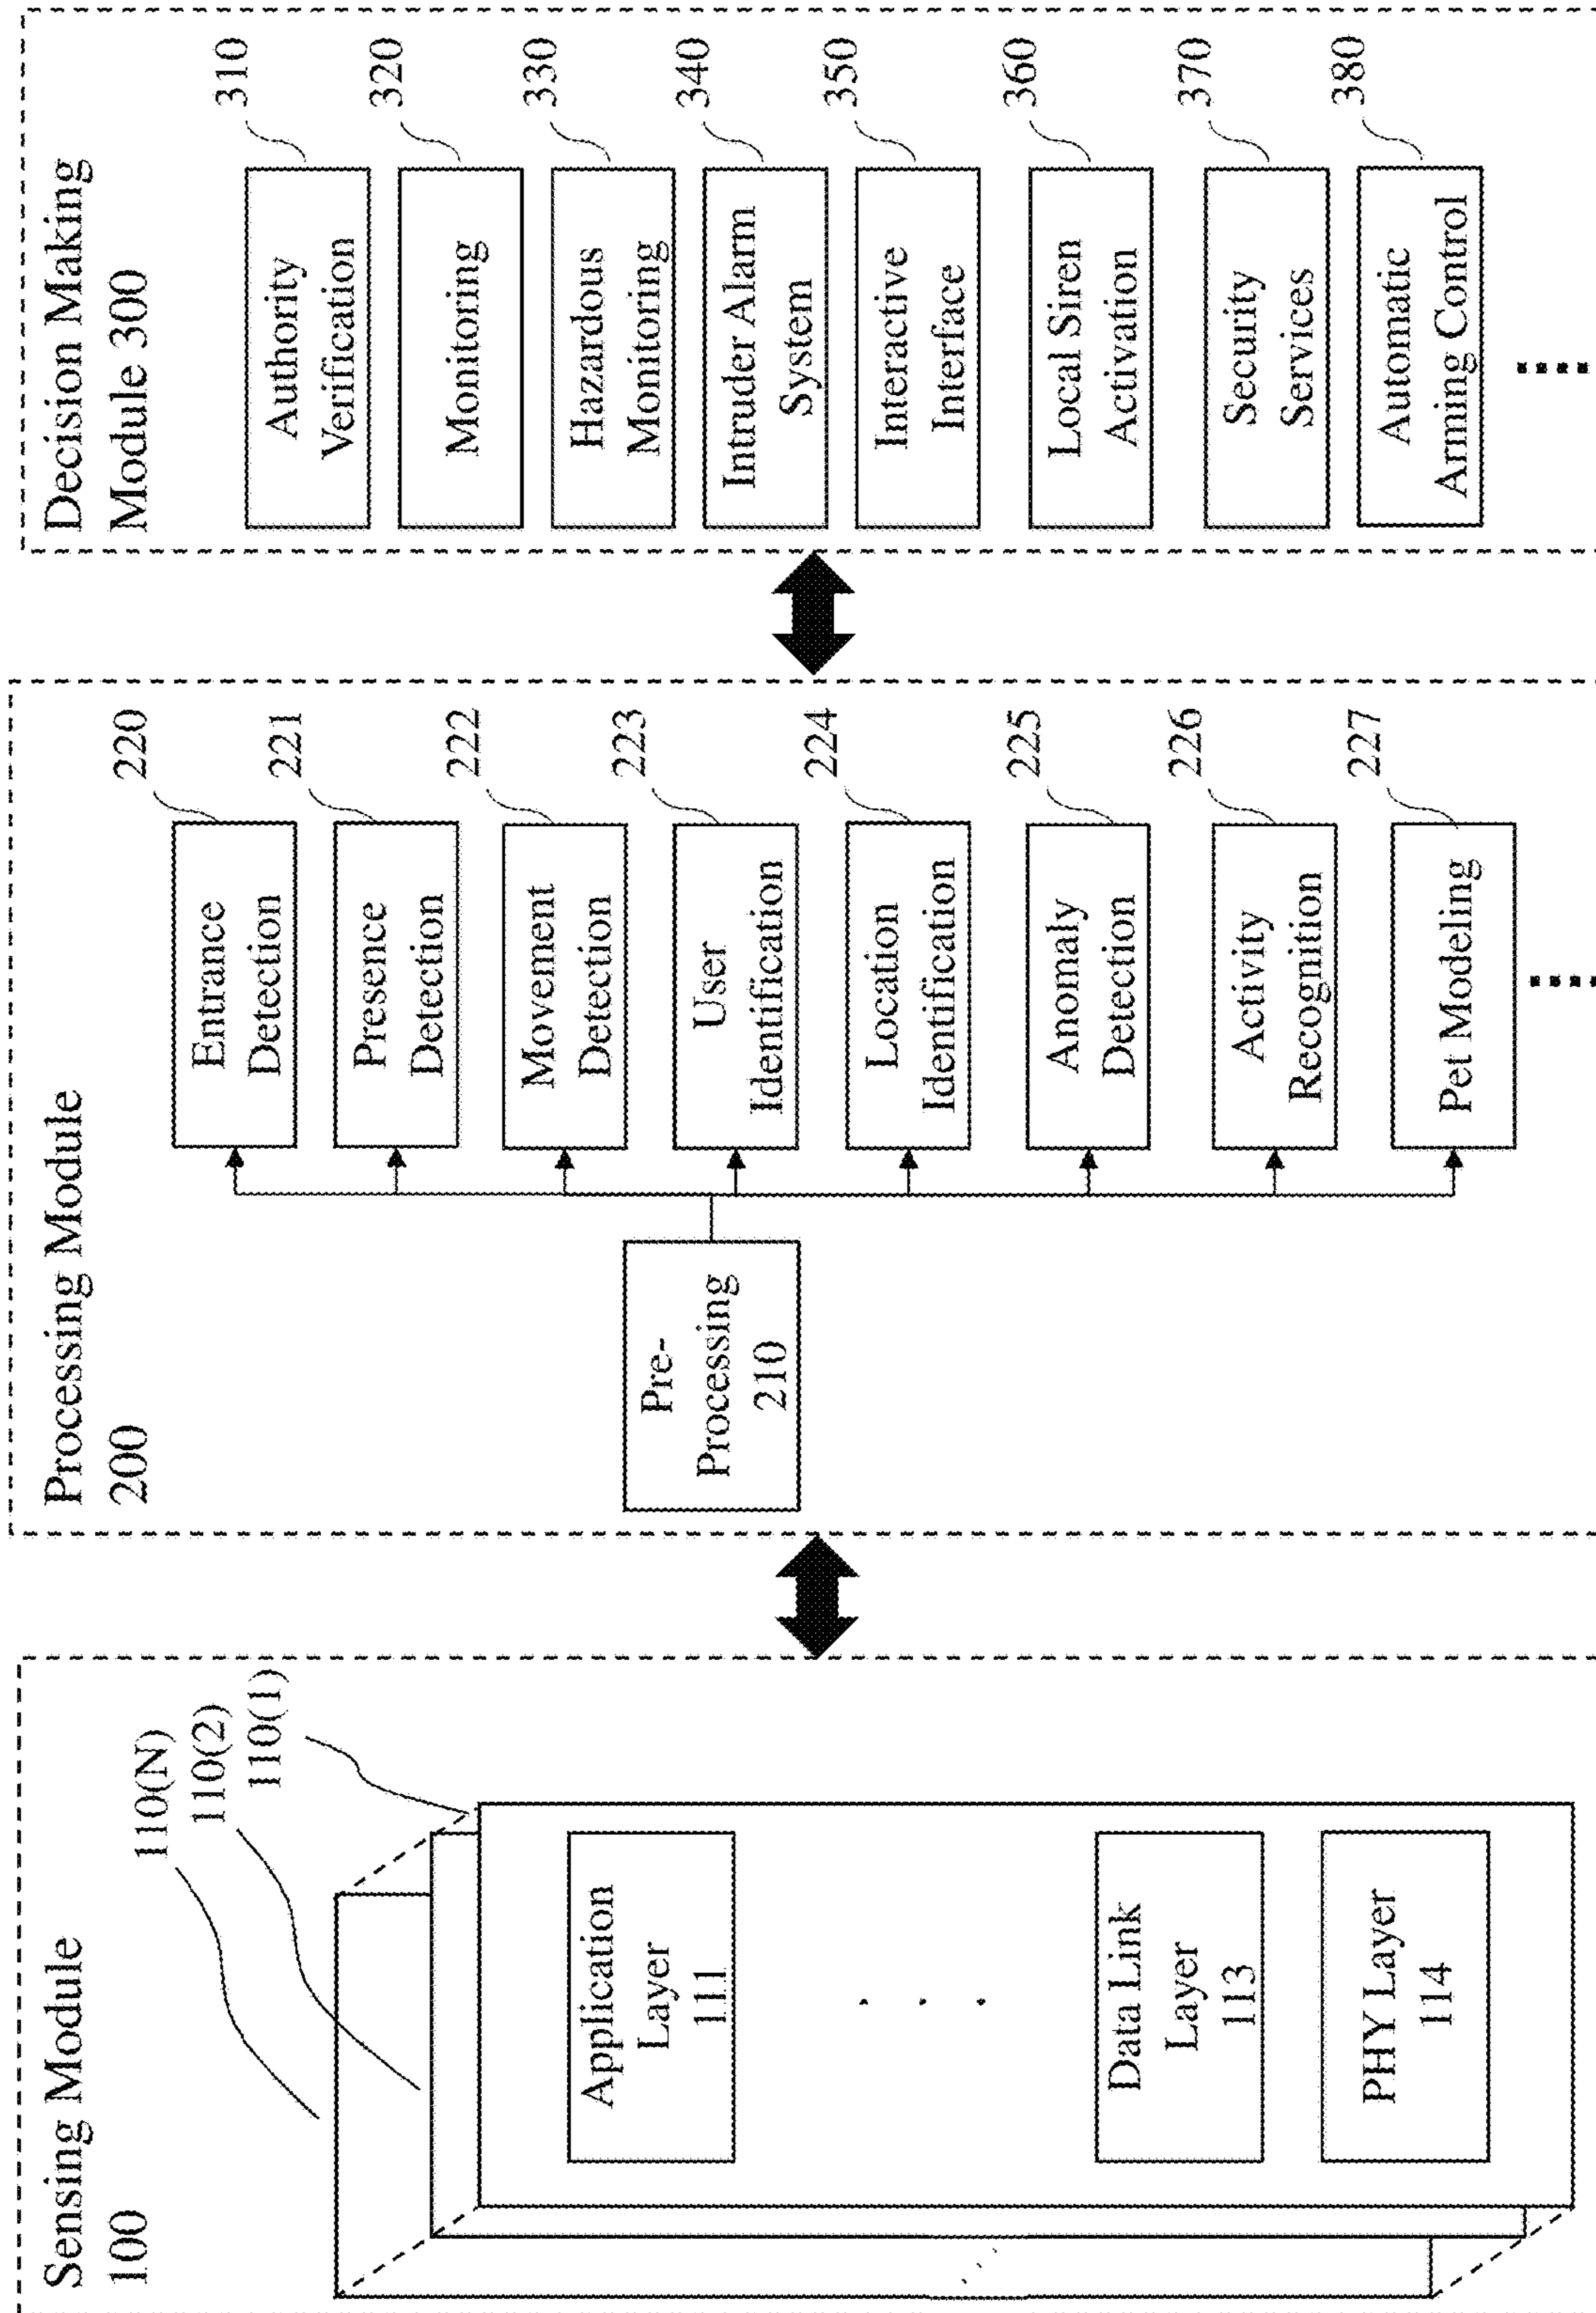 Sensing Module
100
110(N)
110(2)
110(1)
Application
Layer
111
. . .
Data Link
Layer
113
PHY Layer
114
Processing Module
200
Pre-
Processing
210
Entrance
Detection
220
Presence
Detection
221
Movement
Detection
222
User
Identification
223
Location
Identification
224
Anomaly
Detection
225
Activity
Recognition
226
Pet Modeling
227
Decision Making
Module 300
Authority
Verification
310
Monitoring
320
Hazardous
Monitoring
330
Intruder Alarm
System
340
Interactive
Interface
350
Local Siren
Activation
360
Security
Services
370
Automatic
Arming Control
380